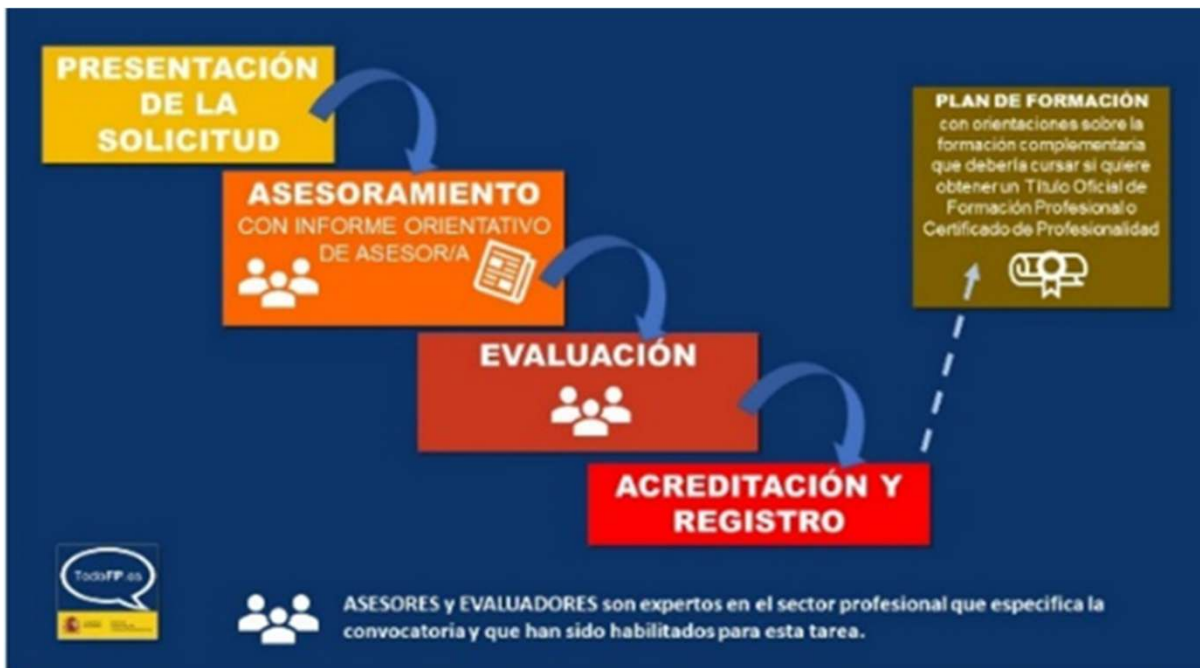 PRESENTACIÓN
DE LA
SOLICITUD
ASESORAMIENTO
CON INFORME ORIENTATIVO
DE ASESOR/A
EVALUACIÓN
ACREDITACIÓN Y
REGISTRO
PLAN DE FORMACIÓN
con orientaciones sobre la
formación complementaria
que debería cursar si quiere
obtener un Título Oficial de
Formación Profesional o
Certificado de Profesionalidad
TodoFP.es
ASESORES y EVALUADORES son expertos en el sector profesional que especifica la
convocatoria y que han sido habilitados para esta tarea.